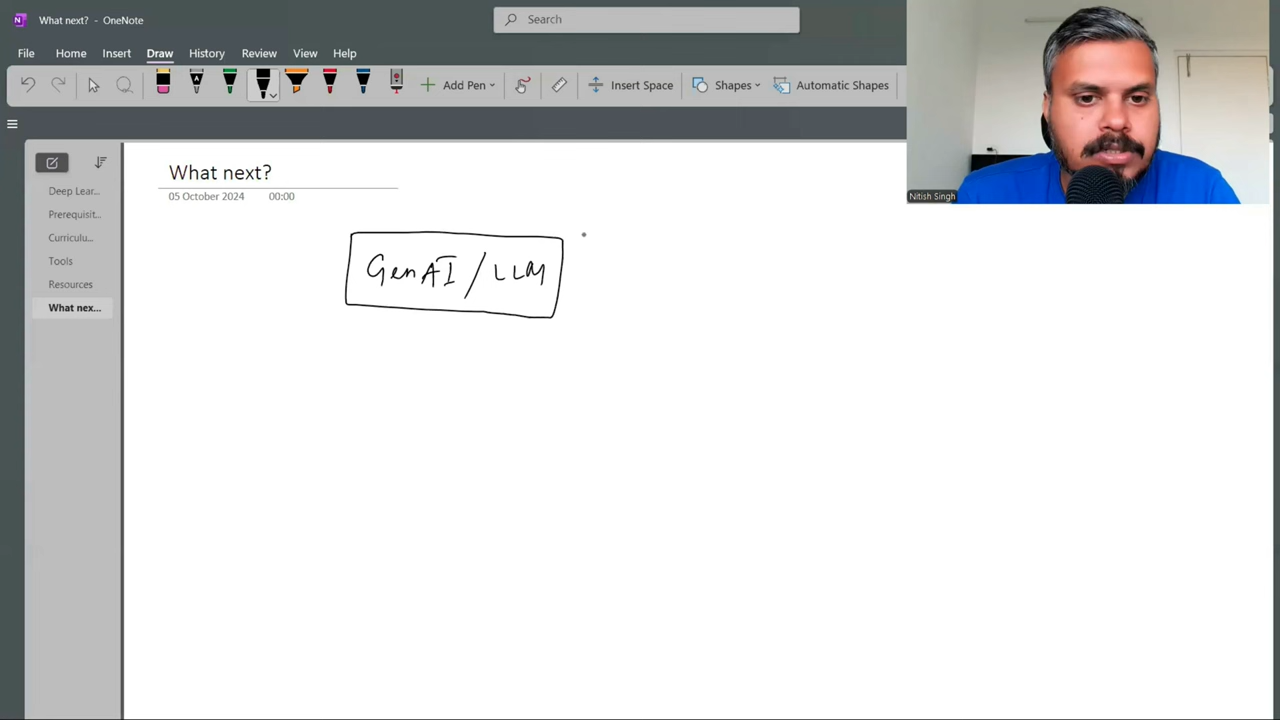 What next? - OneNote
Search
File Home Insert Draw History Review View Help
Add Pen Insert Space Shapes Automatic Shapes
What next?
05 October 2024 00:00
Deep Lear...
Prerequisit...
Curriculu...
Tools
Resources
What nex...
GenAI / LLM
Nitish Singh